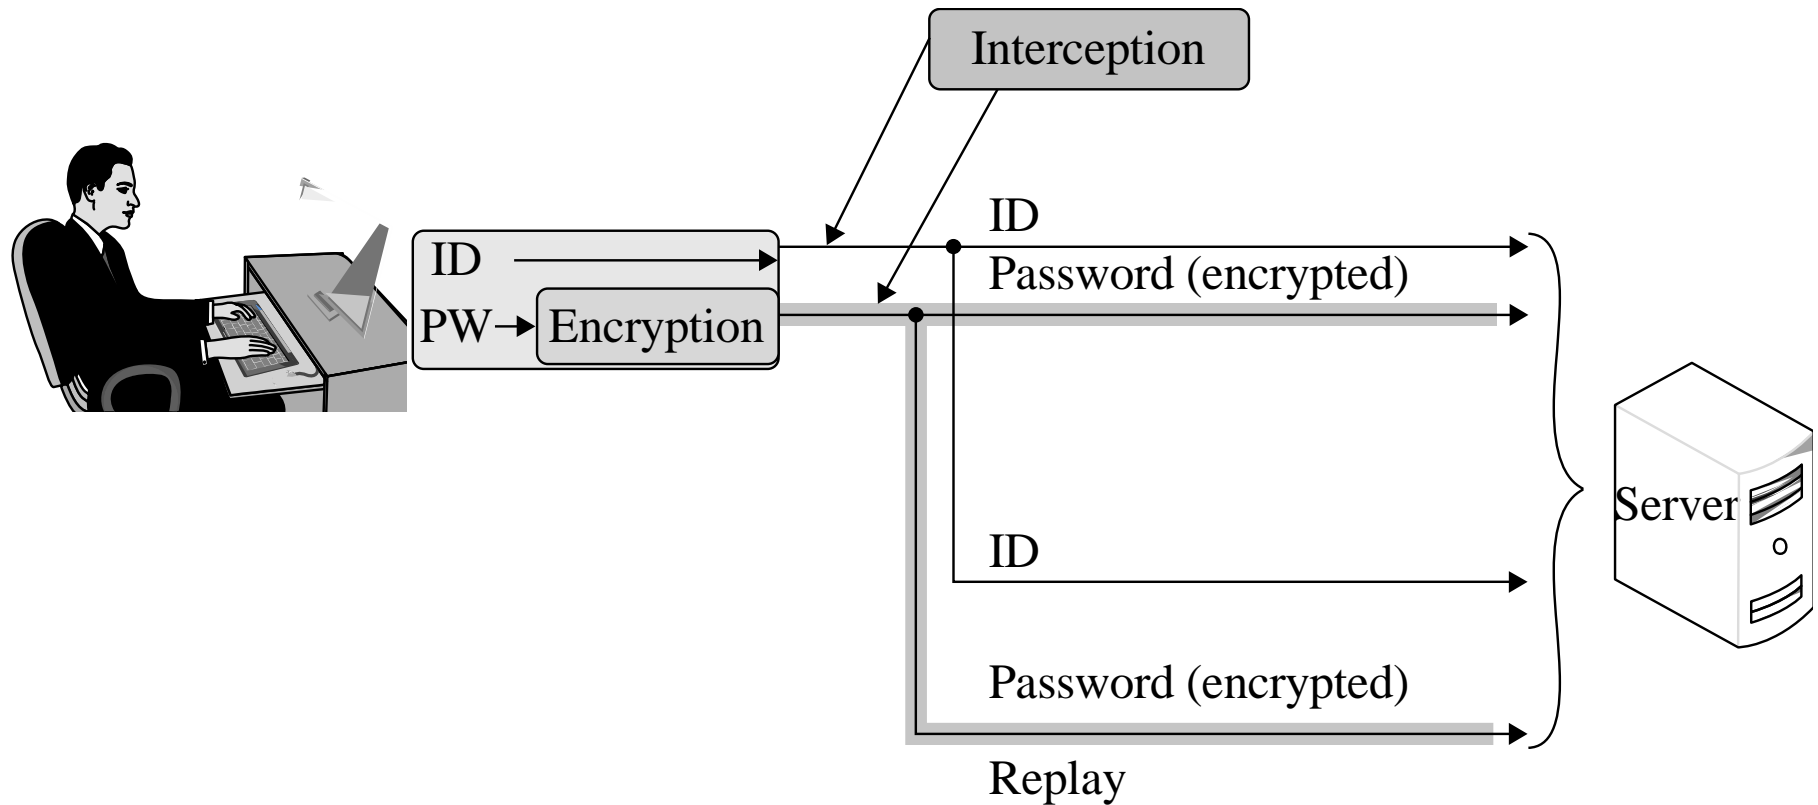 Interception
ID
Password (encrypted)
ID
PW
Encryption
Server
ID
Password (encrypted)
Replay